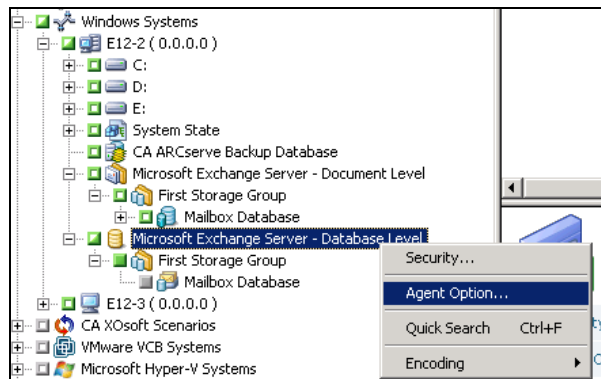 Windows Systems
E12-2 ( 0.0.0.0 )
C:
D:
E:
System State
CA ARCserve Backup Database
Microsoft Exchange Server - Document Level
First Storage Group
Mailbox Database
Microsoft Exchange Server - Database Level
First Storage Group
Mailbox Database
E12-3 ( 0.0.0.0 )
CA XOsoft Scenarios
VMware VCB Systems
Microsoft Hyper-V Systems
Security...
Agent Option...
Quick Search Ctrl+F
Encoding